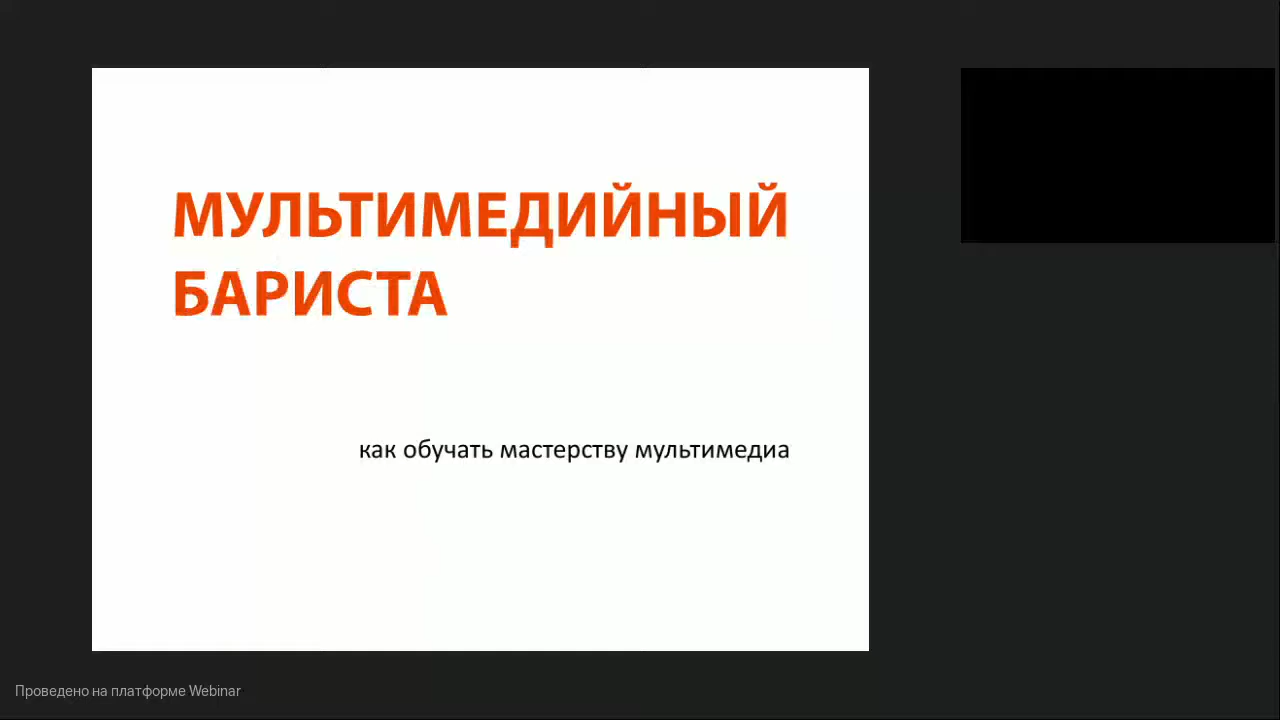 МУЛЬТИМЕДИЙНЫЙ
БАРИСТА
как обучать мастерству мультимедиа
Проведено на платформе Webinar